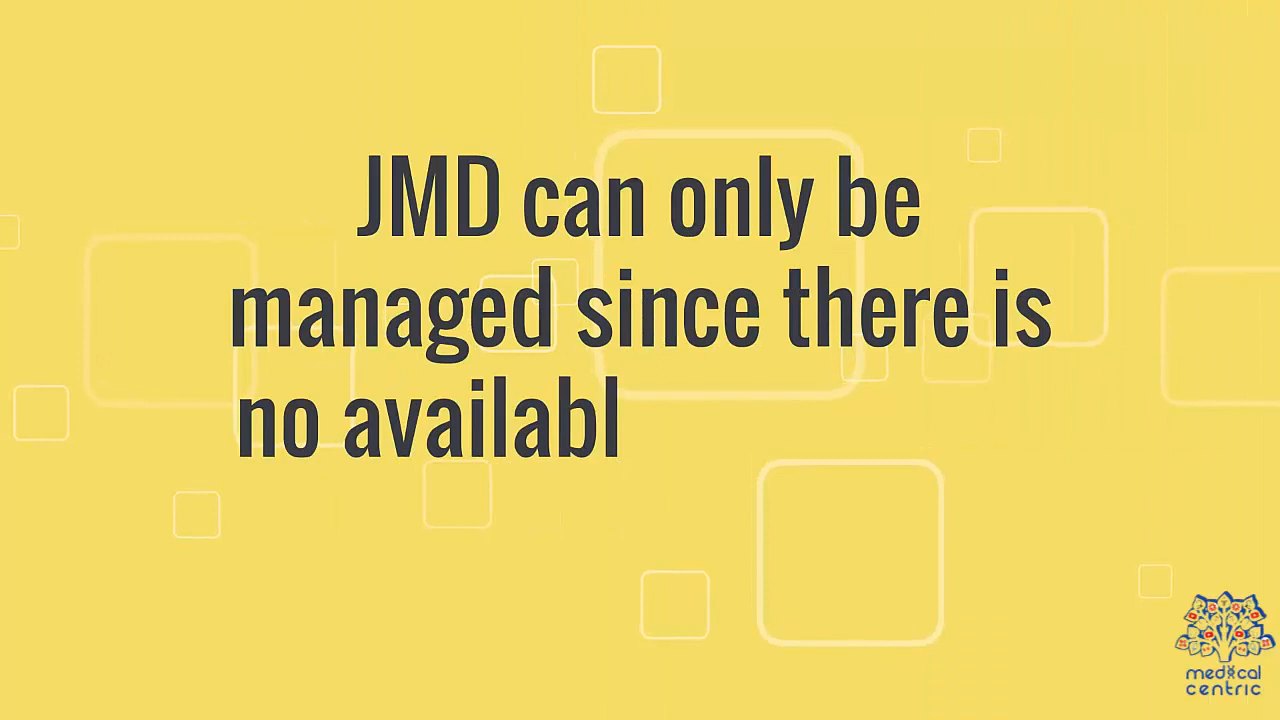 JMD can only be
managed since there is
no availabl
medical
centric